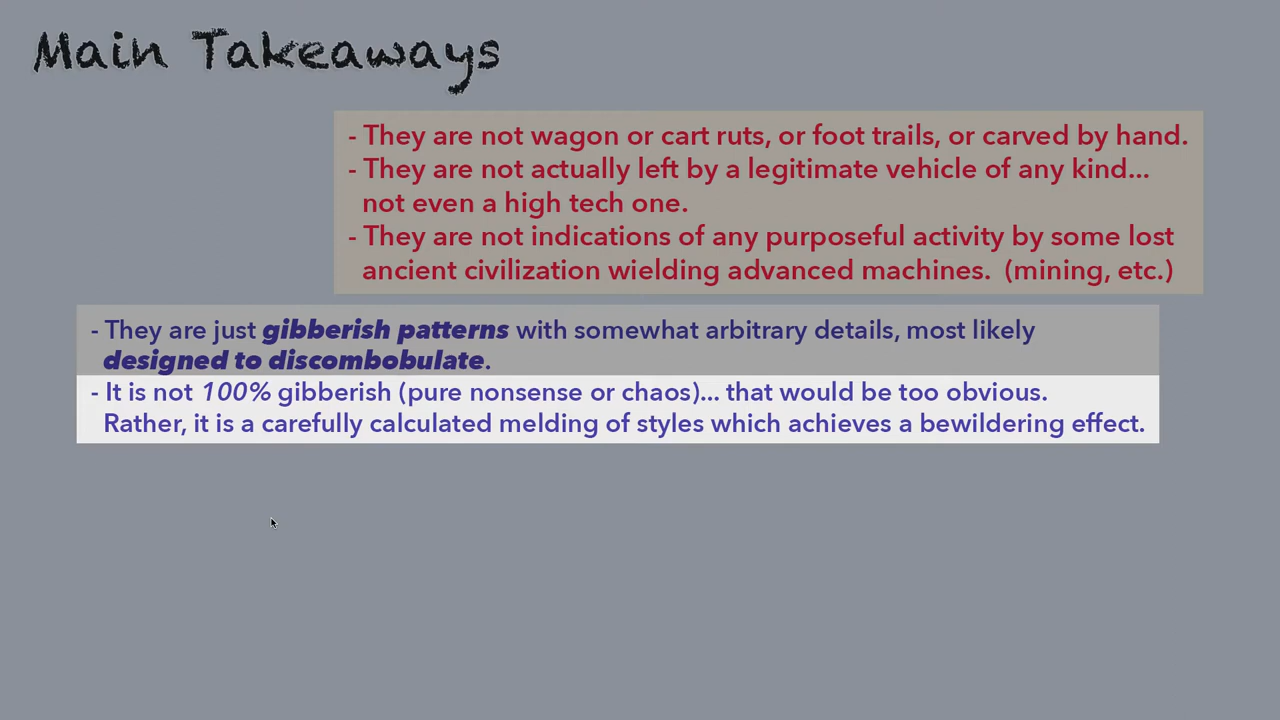 Main Takeaways
- They are not wagon or cart ruts, or foot trails, or carved by hand.
- They are not actually left by a legitimate vehicle of any kind...
not even a high tech one.
- They are not indications of any purposeful activity by some lost
ancient civilization wielding advanced machines.  (mining, etc.)
- They are just gibberish patterns with somewhat arbitrary details, most likely
designed to discombobulate.
- It is not 100% gibberish (pure nonsense or chaos)... that would be too obvious.
Rather, it is a carefully calculated melding of styles which achieves a bewildering effect.